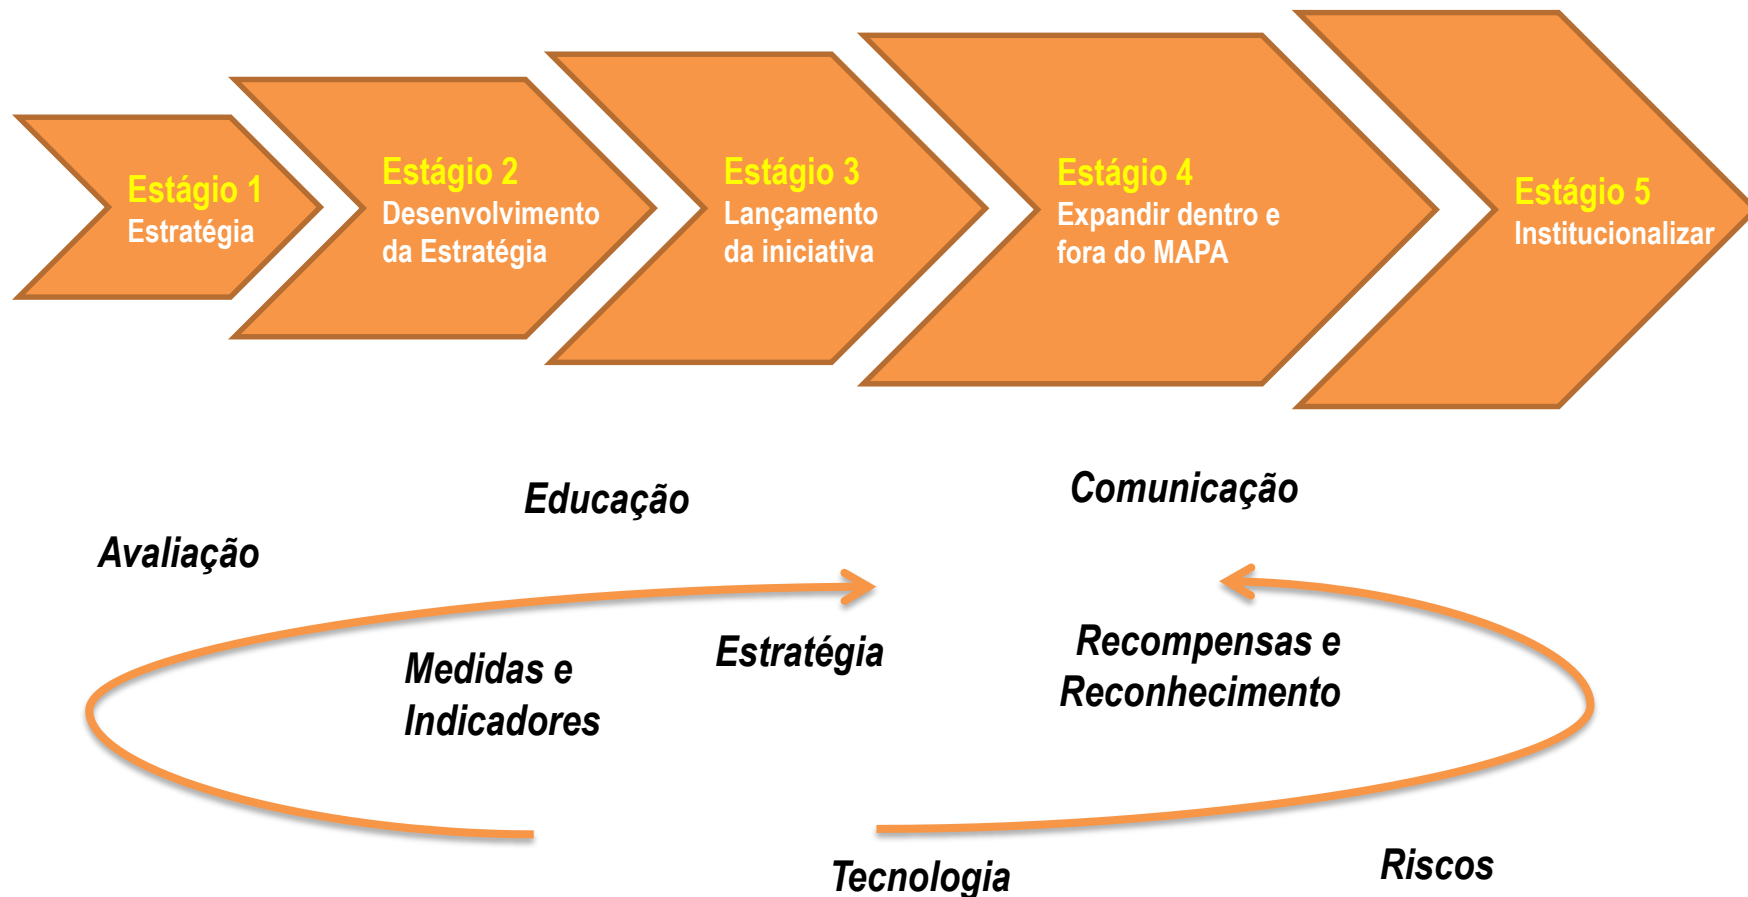 Estágio 1
Estratégia
Estágio 2
Desenvolvimento
da Estratégia
Estágio 3
Lançamento
da iniciativa
Estágio 4
Expandir dentro e
fora do MAPA
Estágio 5
Institucionalizar
Educação
Comunicação
Avaliação
Medidas e
Indicadores
Estratégia
Recompensas e
Reconhecimento
Tecnologia
Riscos